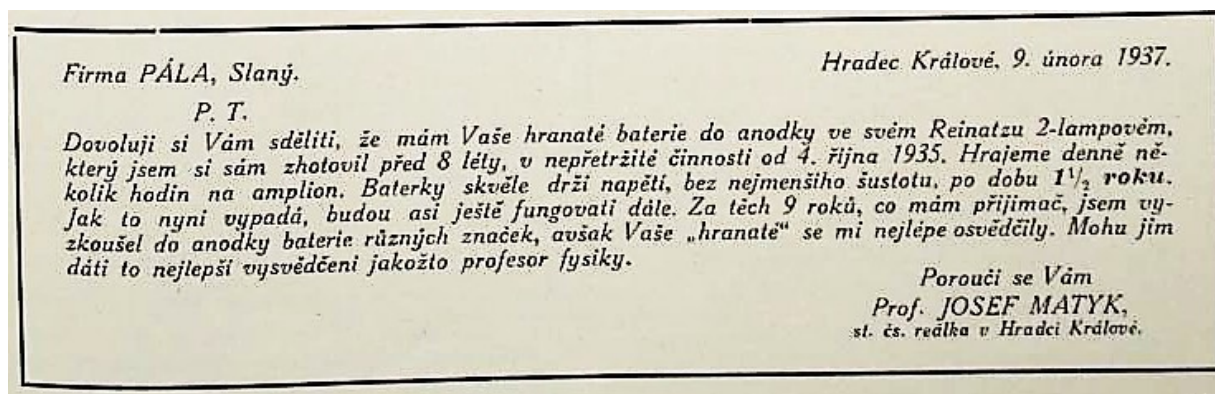 Firma PÁLA, Slaný.
Hradec Králové, 9. února 1937.
P. T.
Dovoluji si Vám sděliti, že mám Vaše hranaté baterie do anodky ve svém Reinatzu 2-lampovém,
který jsem si sám zhotovil před 8 léty, v nepřetržité činnosti od 4. října 1935. Hrajeme denně ně-
kolik hodin na amplion. Baterky skvěle drží napětí, bez nejmenšího šustotu, po dobu 1½ roku.
Jak to nyní vypadá, budou asi ještě fungovati dále. Za těch 9 roků, co mám přijimač, jsem vy-
zkoušel do anodky baterie různých značek, avšak Vaše „hranaté“ se mi nejlépe osvědčily. Mohu jim
dáti to nejlepší vysvědčení jakožto profesor fysiky.
Poroučí se Vám
Prof. JOSEF MATYK,
st. čs. reálka v Hradci Králové.